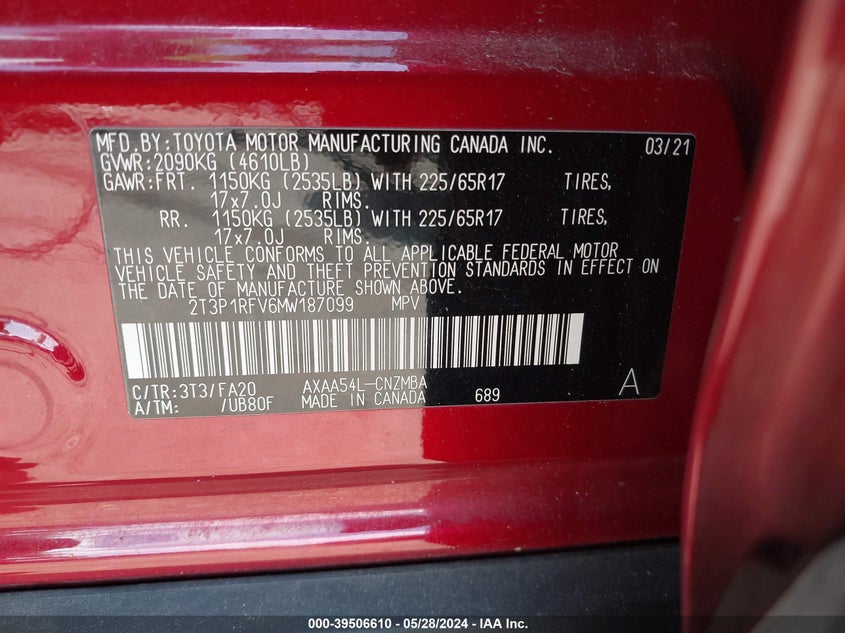 MFD.BY:TOYOTA MOTOR MANUFACTURING CANADA INC. 03/21
GVWR:2090KG (4610LB)
GAWR:FRT. 1150KG (2535LB) WITH 225/65R17 TIRES,
17x7.0J RIMS.
RR. 1150KG (2535LB) WITH 225/65R17 TIRES,
17x7.0J RIMS.
THIS VEHICLE CONFORMS TO ALL APPLICABLE FEDERAL MOTOR
VEHICLE SAFETY AND THEFT PREVENTION STANDARDS IN EFFECT ON
THE DATE OF MANUFACTURE SHOWN ABOVE.
2T3P1RFV6MW187099 MPV
C/TR:3T3/FA20 AXAA54L-CNZMBA A
A/TM: /UB80F MADE IN CANADA 689
000-39506610 - 05/28/2024 - IAA Inc.